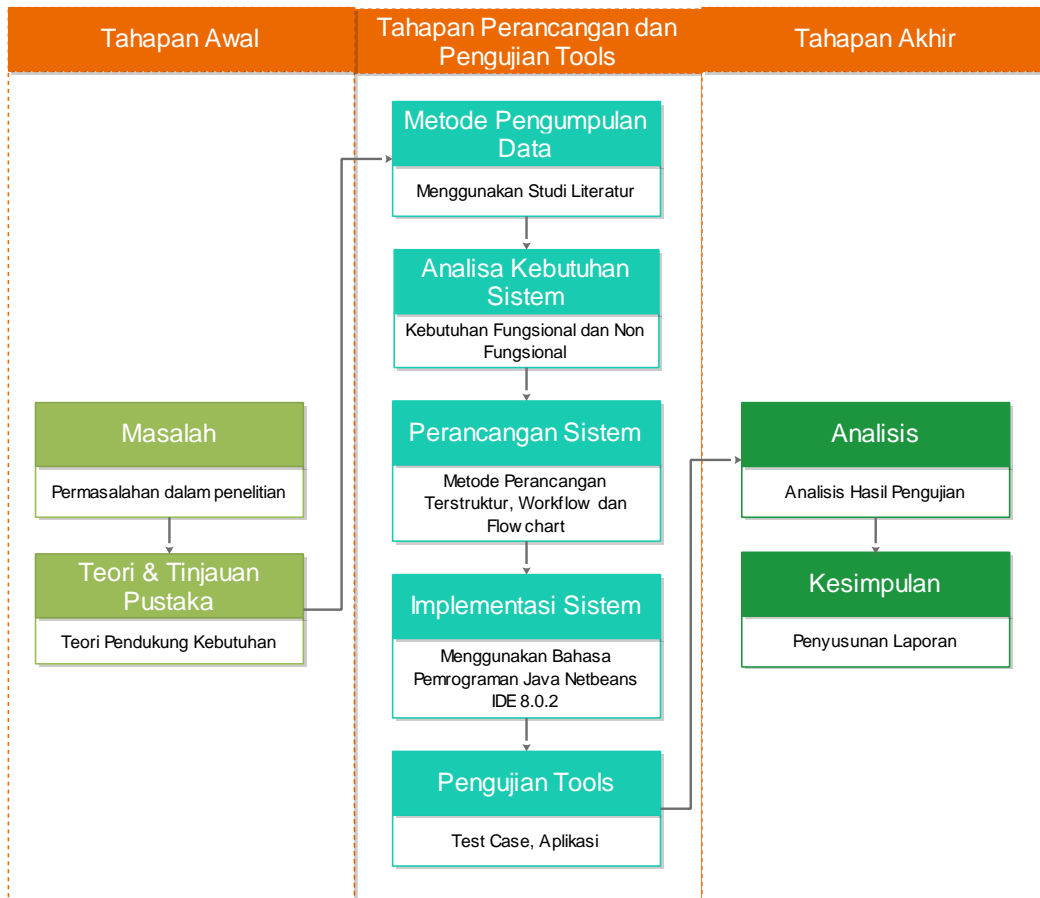 Tahapan Awal
Tahapan Perancangan dan
Pengujian Tools
Tahapan Akhir
Masalah
Permasalahan dalam penelitian
Teori & Tinjauan
Pustaka
Teori Pendukung Kebutuhan
Metode Pengumpulan
Data
Menggunakan Studi Literatur
Analisa Kebutuhan
Sistem
Kebutuhan Fungsional dan Non
Fungsional
Perancangan Sistem
Metode Perancangan
Terstruktur, Workflow dan
Flow chart
Implementasi Sistem
Menggunakan Bahasa
Pemrograman Java Netbeans
IDE 8.0.2
Pengujian Tools
Test Case, Aplikasi
Analisis
Analisis Hasil Pengujian
Kesimpulan
Penyusunan Laporan